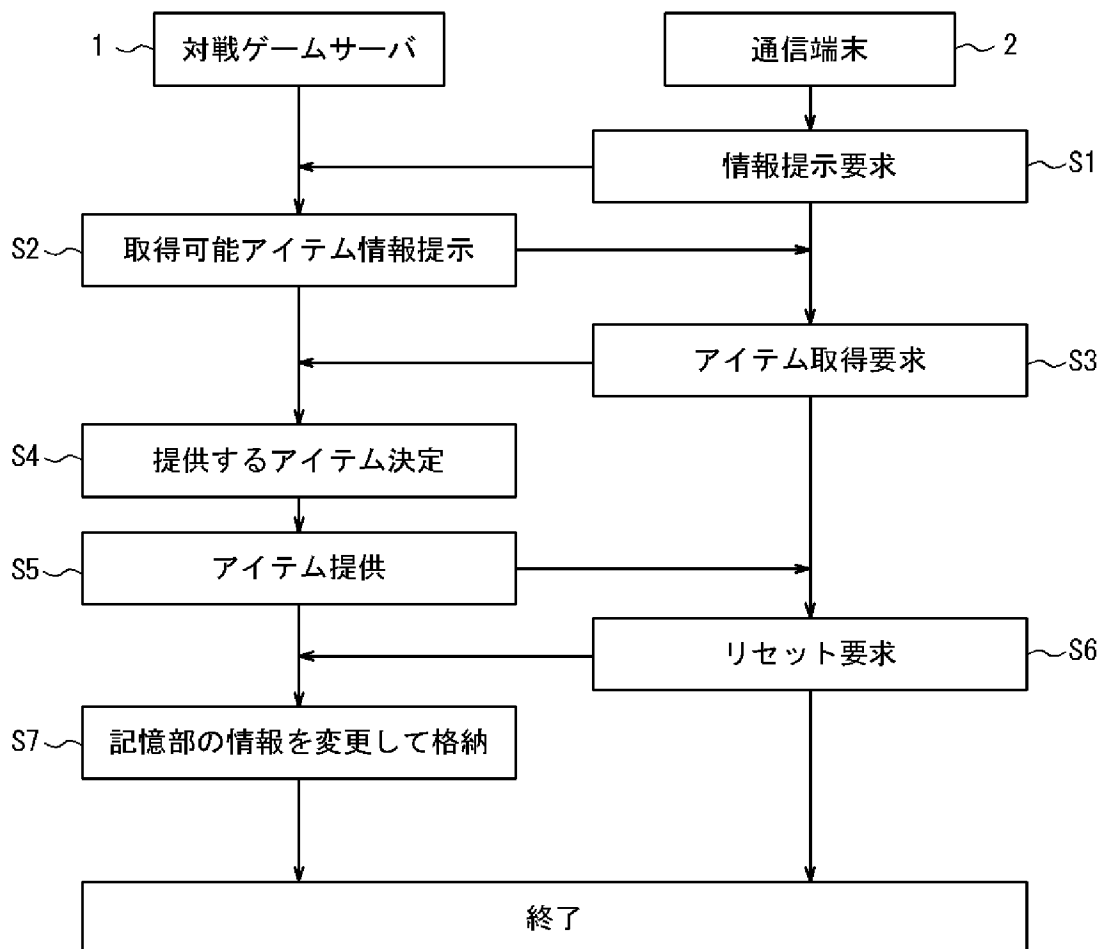 1
対戦ゲームサーバ
通信端末
2
情報提示要求
S1
S2
取得可能アイテム情報提示
アイテム取得要求
S3
S4
提供するアイテム決定
S5
アイテム提供
リセット要求
S6
S7
記憶部の情報を変更して格納
終了